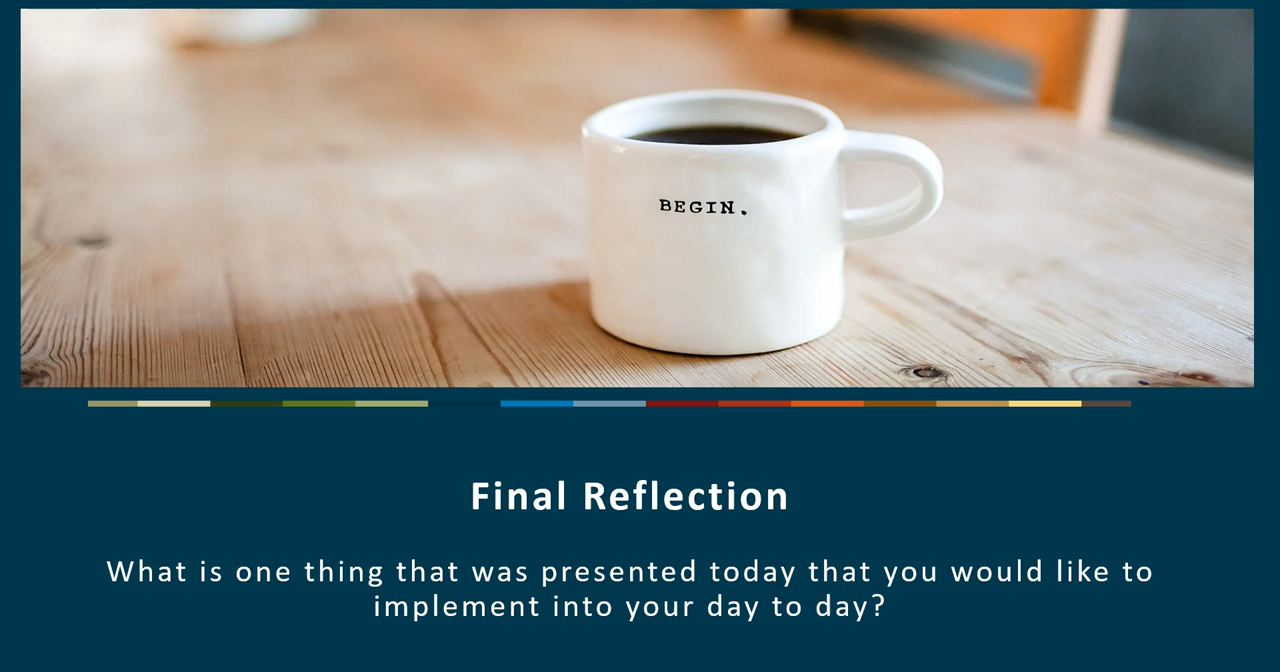 BEGIN.
Final Reflection
What is one thing that was presented today that you would like to
implement into your day to day?